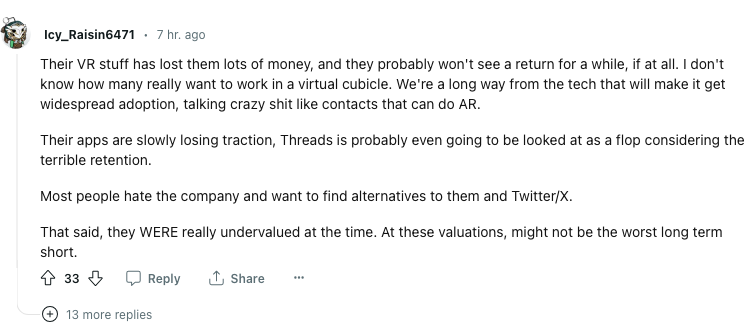 Icy_Raisin6471 · 7 hr. ago
Their VR stuff has lost them lots of money, and they probably won't see a return for a while, if at all. I don't
know how many really want to work in a virtual cubicle. We're a long way from the tech that will make it get
widespread adoption, talking crazy shit like contacts that can do AR.
Their apps are slowly losing traction, Threads is probably even going to be looked at as a flop considering the
terrible retention.
Most people hate the company and want to find alternatives to them and Twitter/X.
That said, they WERE really undervalued at the time. At these valuations, might not be the worst long term
short.
33 Reply Share ···
13 more replies